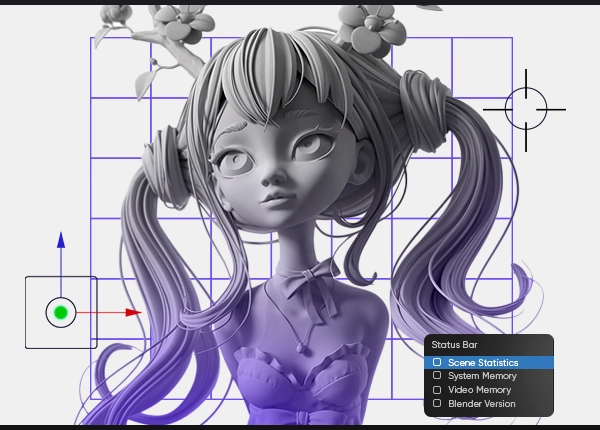 Status Bar
Scene Statistics
System Memory
Video Memory
Blender Version